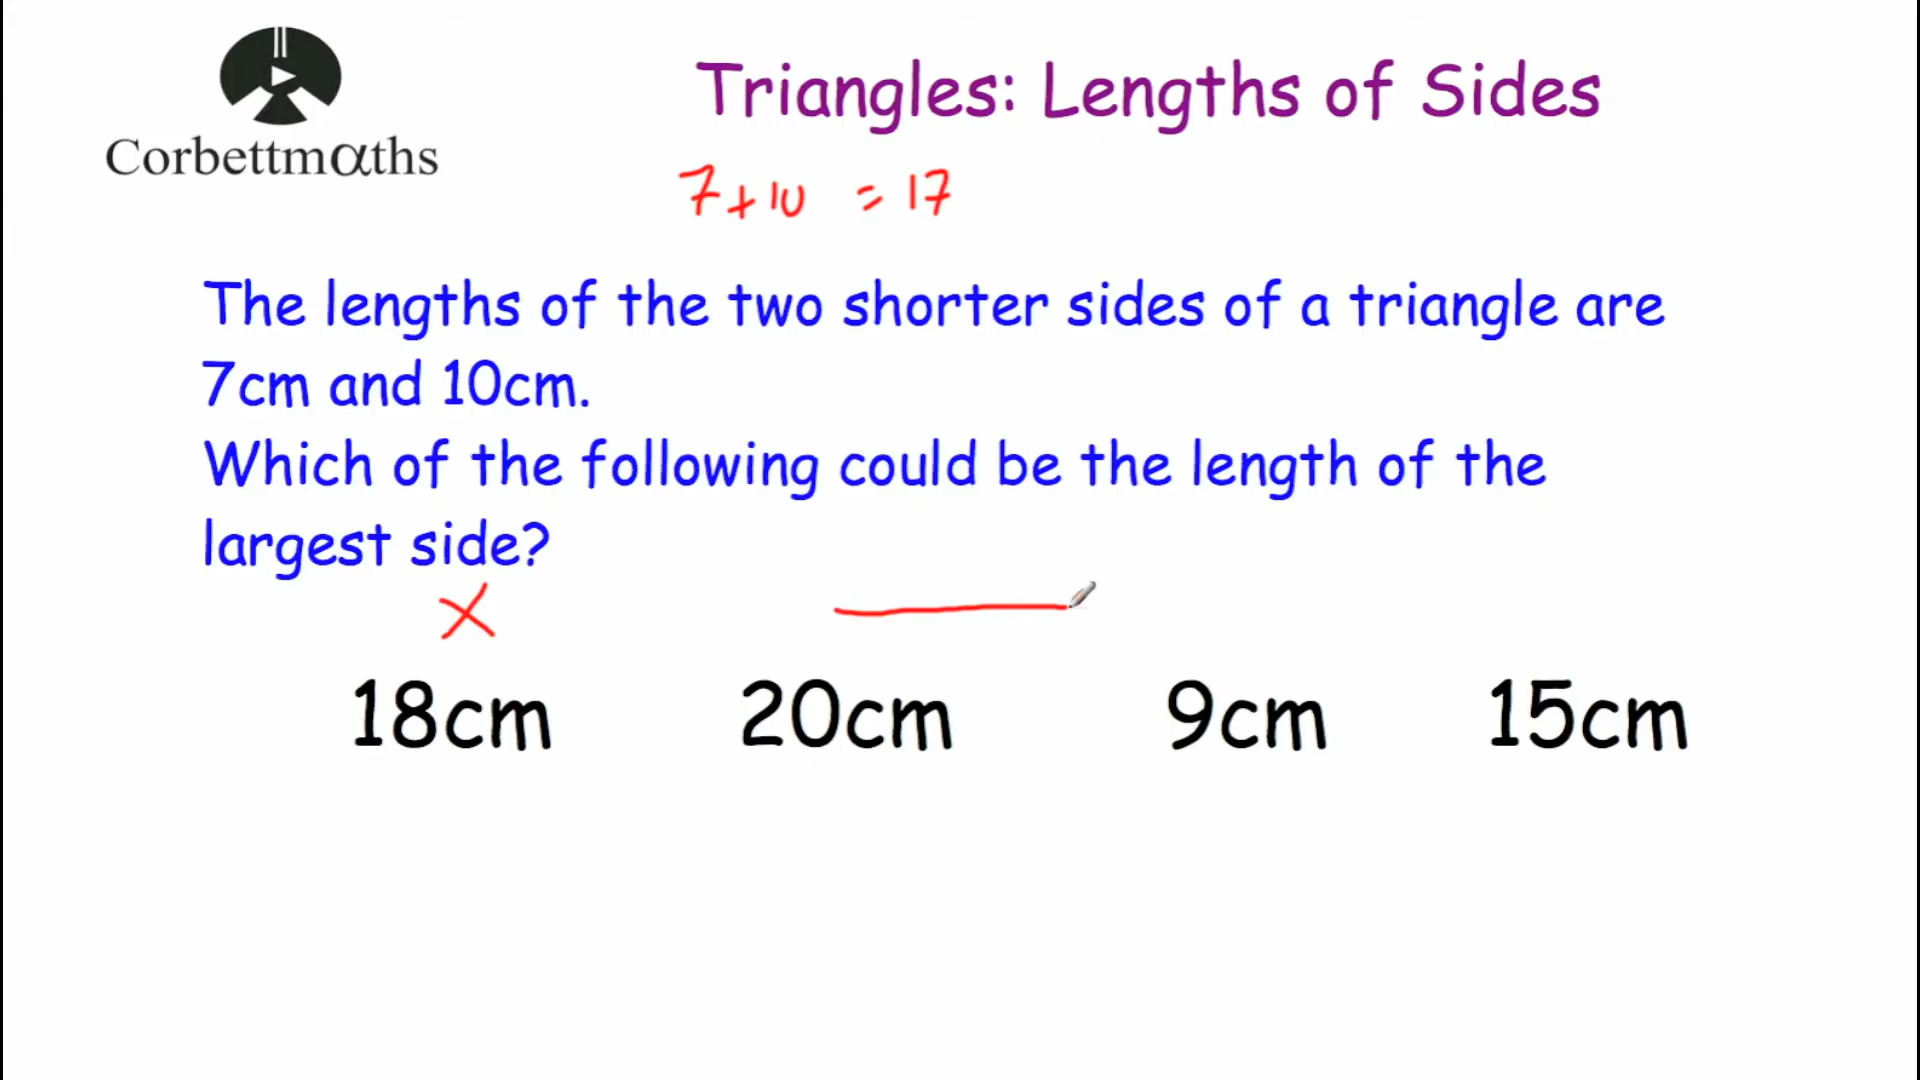 Corbettmαths
Triangles: Lengths of Sides
7+10 = 17
The lengths of the two shorter sides of a triangle are
7cm and 10cm.
Which of the following could be the length of the
largest side?
X
18cm 20cm 9cm 15cm